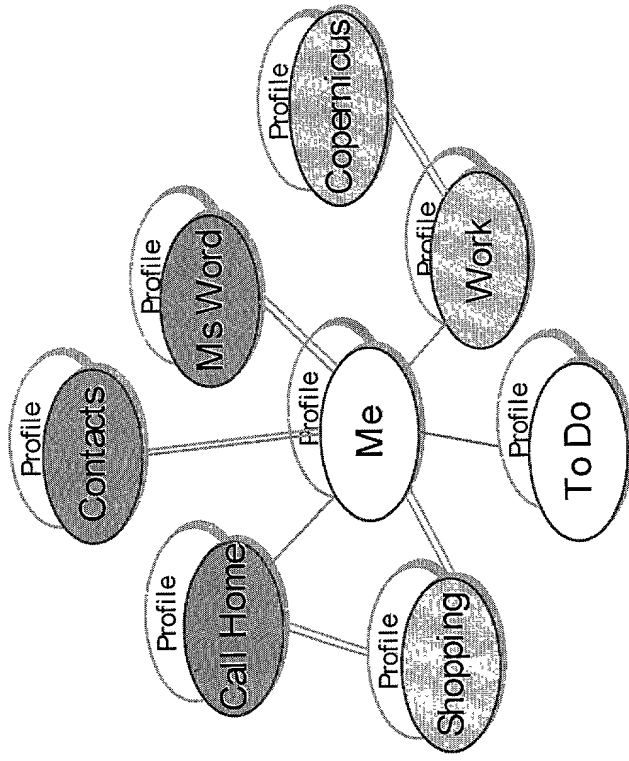 Profile
Contacts
Profile
Call Home
Profile
Ms Word
Profile
Copernicus
Profile
Me
Profile
Shopping
Profile
Work
Profile
To Do